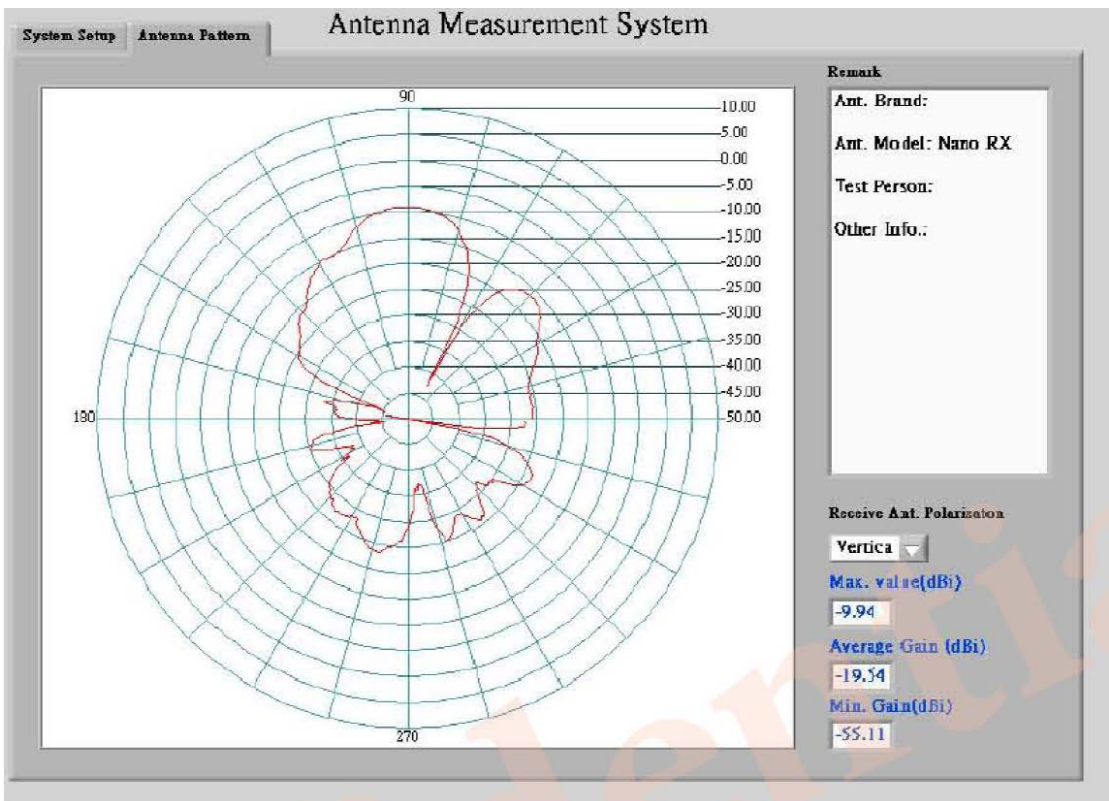 Antenna Measurement System
System Setup
Antenna Pattern
90
10.00
5.00
0.00
-5.00
-10.00
-15.00
-20.00
-25.00
-30.00
-35.00
-40.00
-45.00
-50.00
180
270
Remark
Ant. Brand:
Ant. Model: Nano RX
Test Person:
Other Info.:
Receive Ant. Polarizaton
Vertica
Max. value(dBi)
-9.94
Average Gain (dBi)
-19.54
Min. Gain(dBi)
-55.11